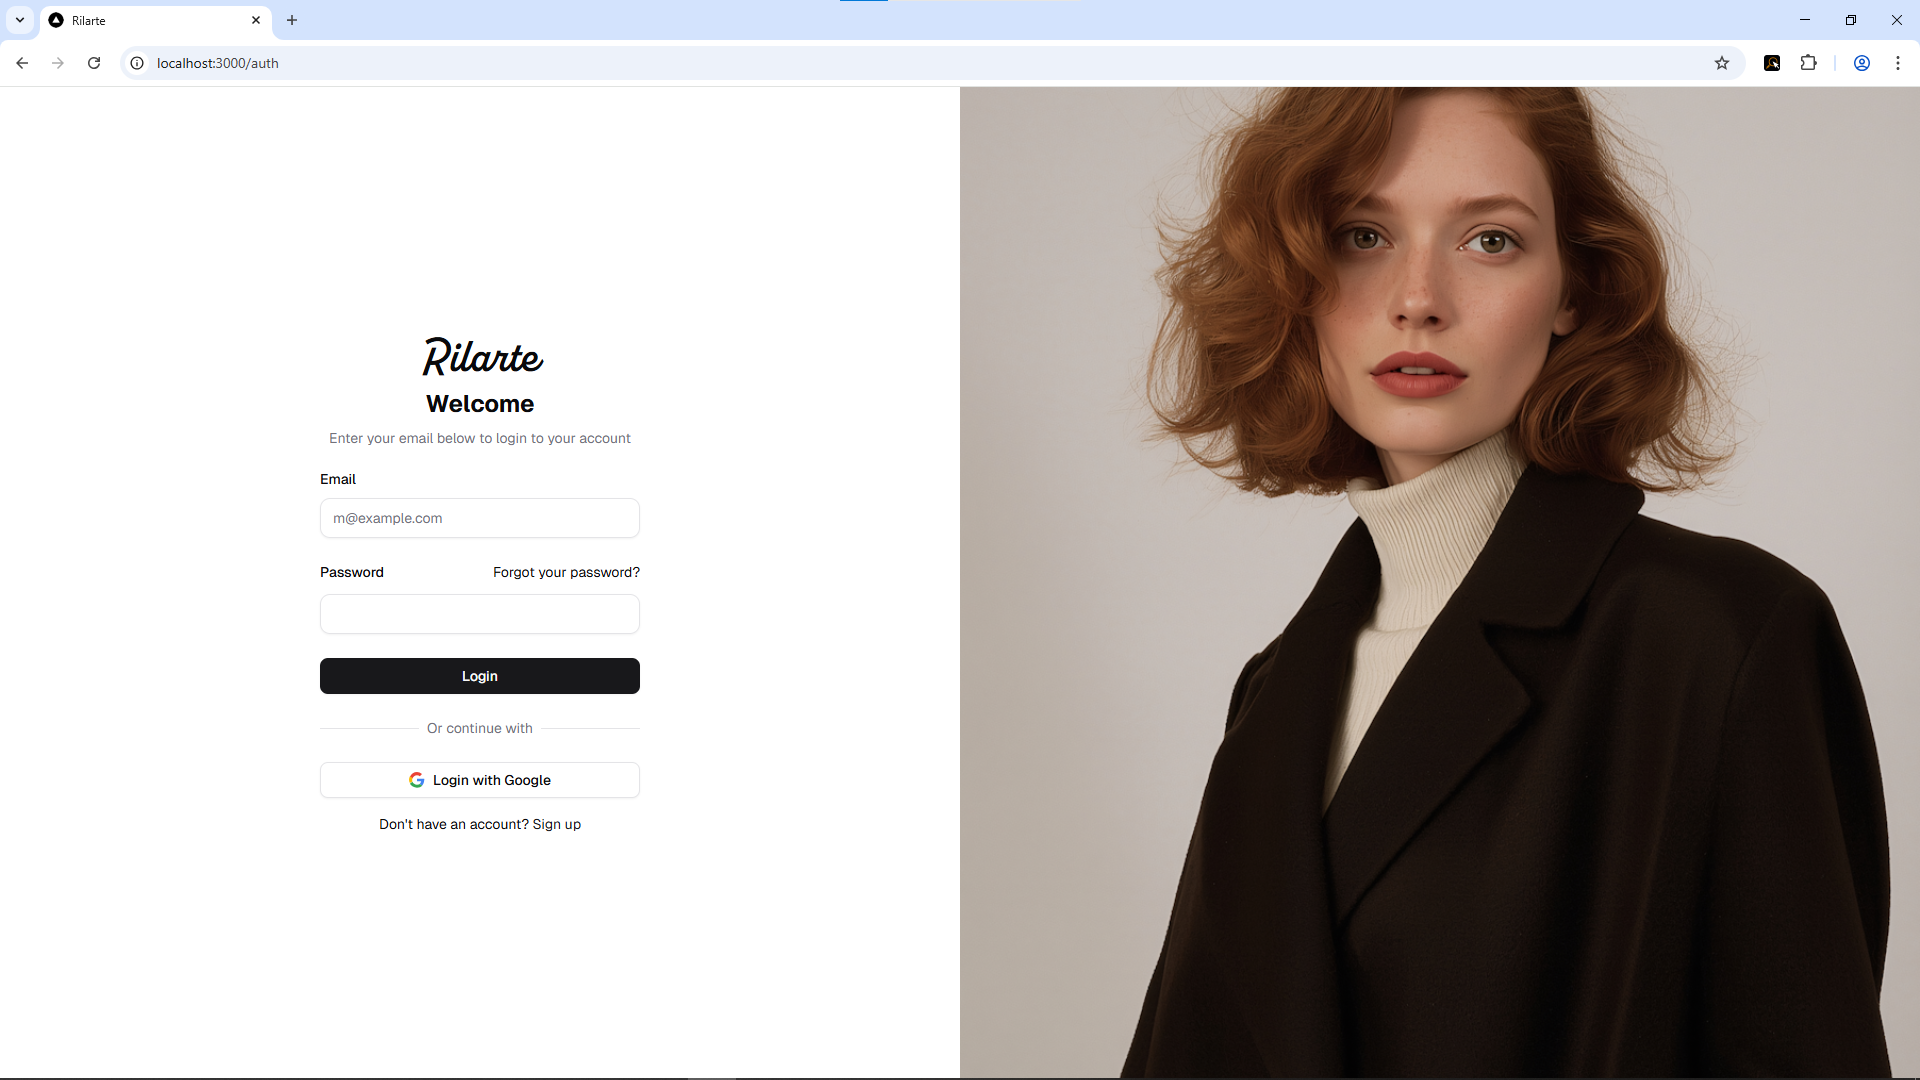 Rilarte
localhost:3000/auth
Rilarte
Welcome
Enter your email below to login to your account
Email
m@example.com
Password
Forgot your password?
Login
Or continue with
Login with Google
Don't have an account? Sign up